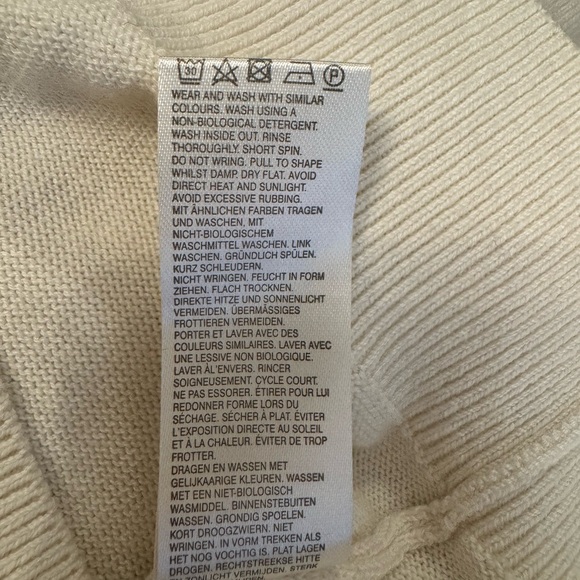 30 P
WEAR AND WASH WITH SIMILAR
COLOURS. WASH USING A
NON-BIOLOGICAL DETERGENT.
WASH INSIDE OUT. RINSE
THOROUGHLY. SHORT SPIN.
DO NOT WRING. PULL TO SHAPE
WHILST DAMP. DRY FLAT. AVOID
DIRECT HEAT AND SUNLIGHT.
AVOID EXCESSIVE RUBBING.
MIT ÄHNLICHEN FARBEN TRAGEN
UND WASCHEN, MIT
NICHT-BIOLOGISCHEM
WASCHMITTEL WASCHEN. LINK
WASCHEN. GRÜNDLICH SPÜLEN.
KURZ SCHLEUDERN.
NICHT WRINGEN. FEUCHT IN FORM
ZIEHEN. FLACH TROCKNEN.
DIREKTE HITZE UND SONNENLICHT
VERMEIDEN. ÜBERMÄSSIGES
FROTTIEREN VERMEIDEN.
PORTER ET LAVER AVEC DES
COULEURS SIMILAIRES. LAVER AVEC
UNE LESSIVE NON BIOLOGIQUE.
LAVER À L'ENVERS. RINCER
SOIGNEUSEMENT. CYCLE COURT.
NE PAS ESSORER. ÉTIRER POUR LUI
REDONNER FORME LORS DU
SÉCHAGE. SÉCHER À PLAT. ÉVITER
L'EXPOSITION DIRECTE AU SOLEIL
ET À LA CHALEUR. ÉVITER DE TROP
FROTTER.
DRAGEN EN WASSEN MET
GELIJKAARIGE KLEUREN. WASSEN
MET EEN NIET-BIOLOGISCH
WASMIDDEL. BINNENSTEBUITEN
WASSEN. GRONDIG SPOELEN.
KORT DROOGZWIEREN. NIET
WRINGEN. IN VORM TREKKEN ALS
HET NOG VOCHTIG IS. PLAT LAGEN
DROGEN. RECHTSTREEKSE HITTE
EN ZONLICHT VERMIJDEN. STERK